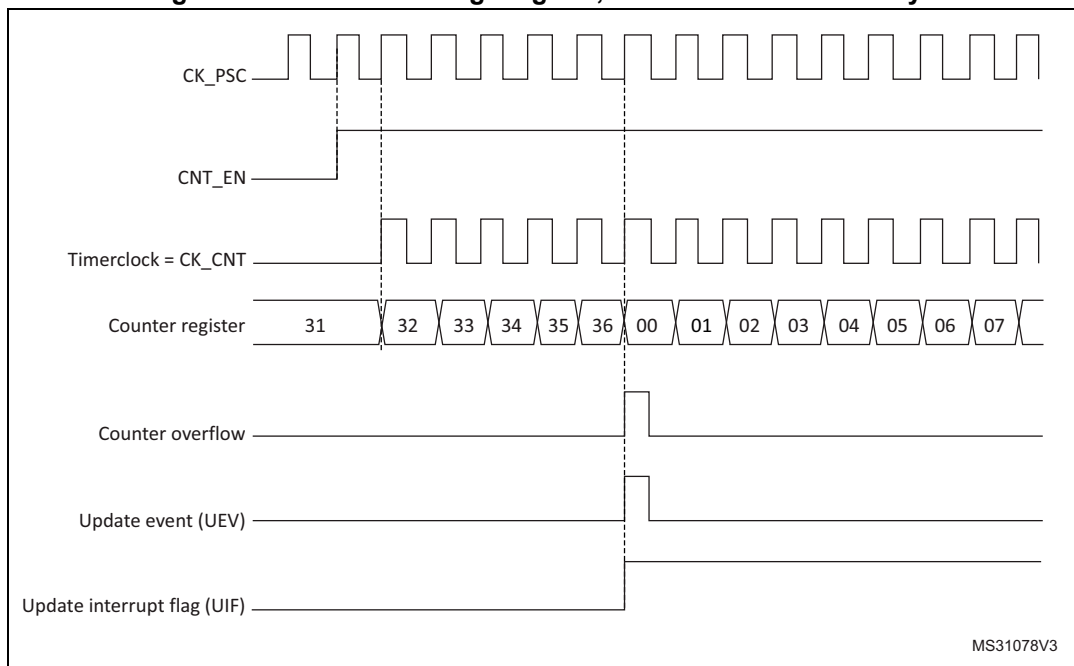 CK_PSC
CNT_EN
Timerclock = CK_CNT
Counter register 31 32 33 34 35 36 00 01 02 03 04 05 06 07
Counter overflow
Update event (UEV)
Update interrupt flag (UIF)
MS31078V3